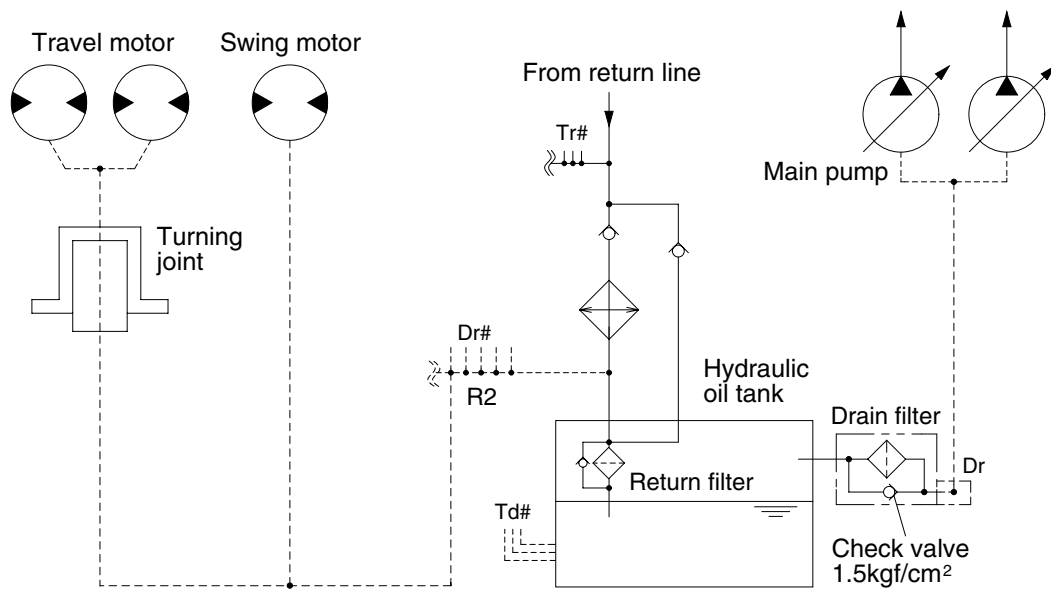 Travel motor
Swing motor
From return line
Tr#
Main pump
Turning
joint
Dr#
R2
Hydraulic
oil tank
Drain filter
Dr
Return filter
Td#
Check valve
1.5kgf/cm²